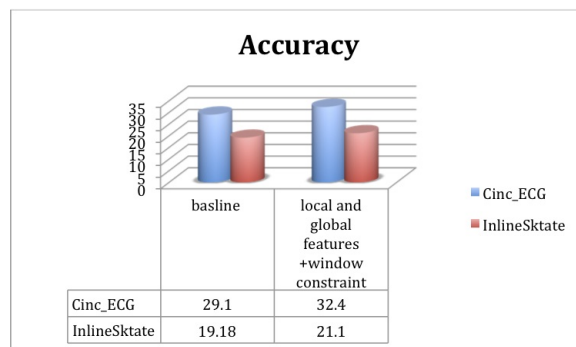 Accuracy
35
30
25
20
15
10
5
0
basline
local and
global
features
+window
constraint
Cinc_ECG
InlineSktate
Cinc_ECG 29.1 32.4
InlineSktate 19.18 21.1